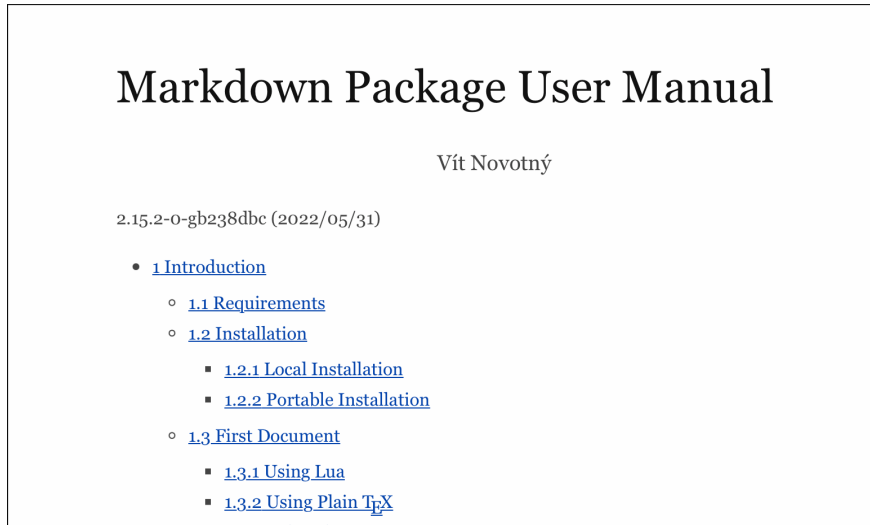 Markdown Package User Manual
Vít Novotný
2.15.2-0-gb238dbc (2022/05/31)
1 Introduction
1.1 Requirements
1.2 Installation
1.2.1 Local Installation
1.2.2 Portable Installation
1.3 First Document
1.3.1 Using Lua
1.3.2 Using Plain TEX